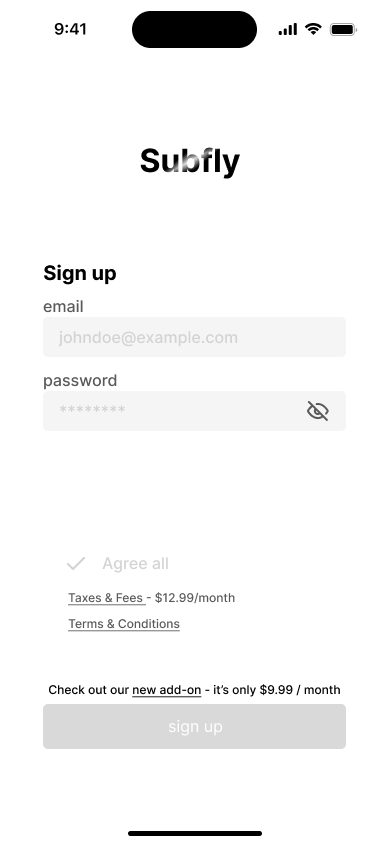 9:41
Subfly
Sign up
email
johndoe@example.com
password
********
Agree all
Taxes & Fees - $12.99/month
Terms & Conditions
Check out our new add-on - it’s only $9.99 / month
sign up